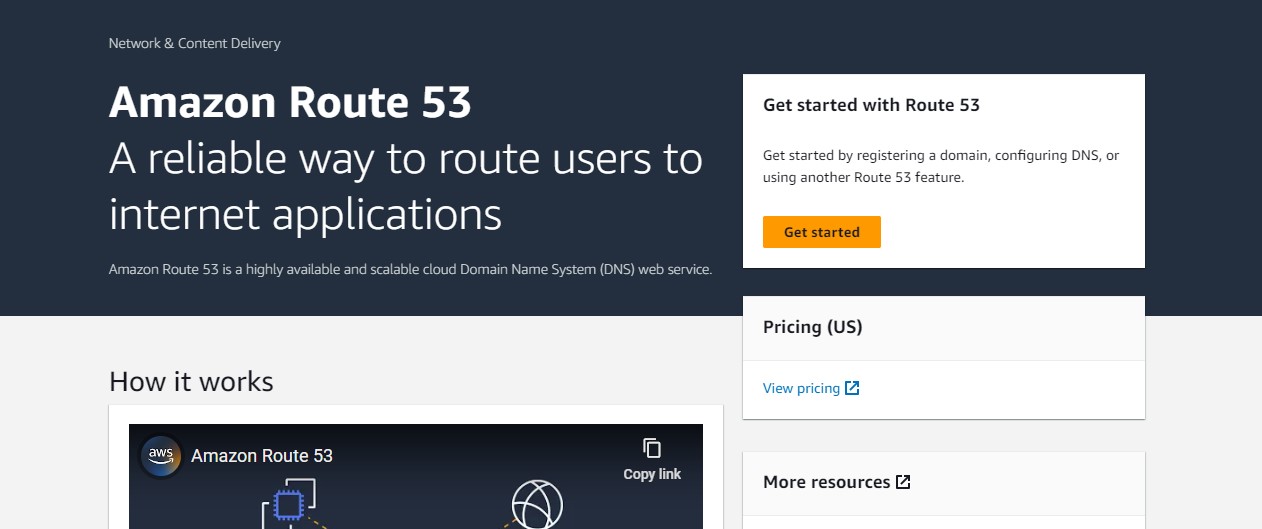 Network & Content Delivery
Amazon Route 53
A reliable way to route users to
internet applications
Amazon Route 53 is a highly available and scalable cloud Domain Name System (DNS) web service.
Get started with Route 53
Get started by registering a domain, configuring DNS, or
using another Route 53 feature.
Get started
Pricing (US)
View pricing
More resources
How it works
aws
Amazon Route 53
Copy link